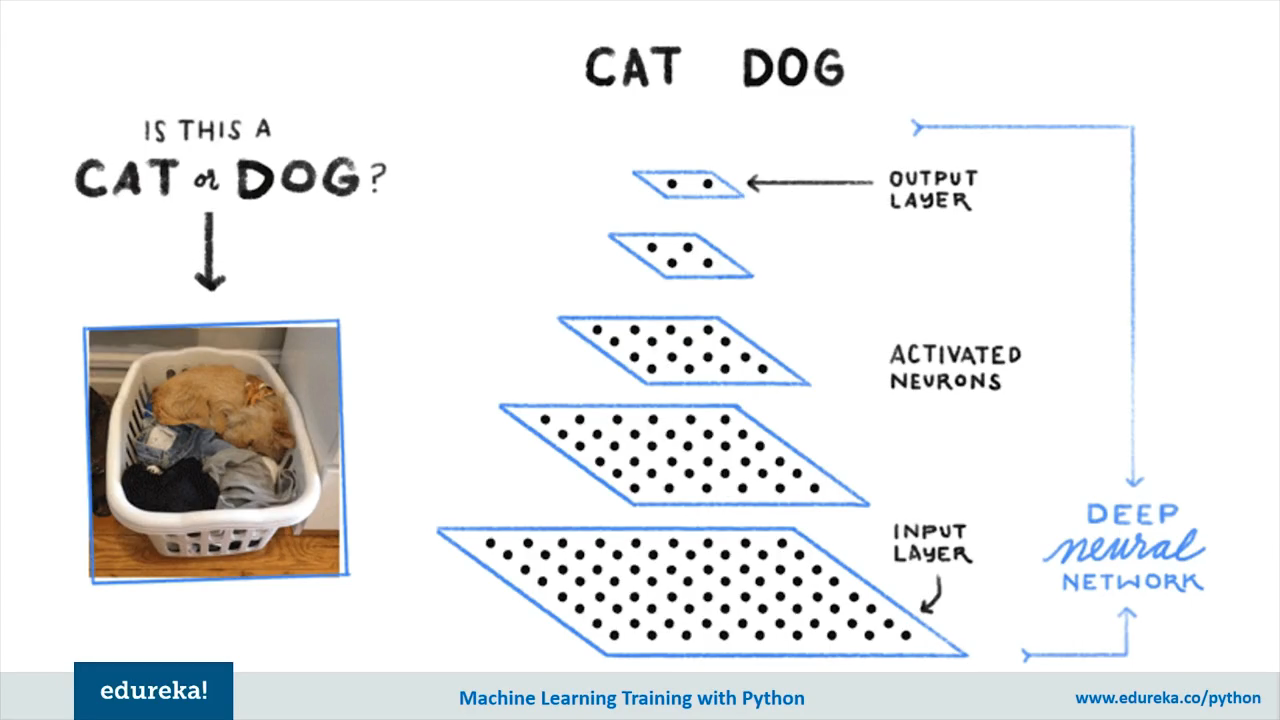 CAT DOG
IS THIS A
CAT or DOG?
OUTPUT
LAYER
ACTIVATED
NEURONS
INPUT
LAYER
DEEP
neural
NETWORK
edureka!
Machine Learning Training with Python
www.edureka.co/python